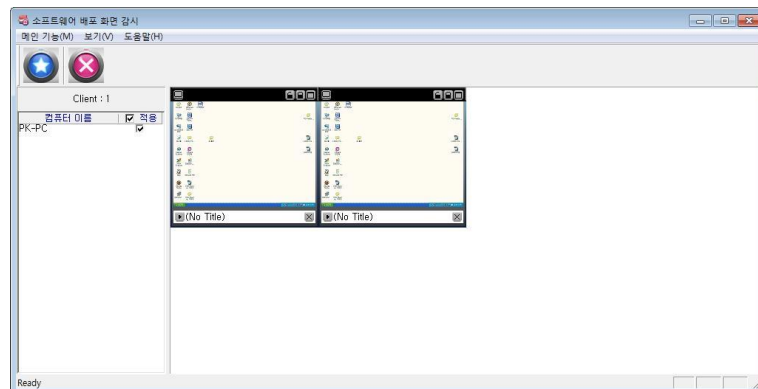 소프트웨어 배포 화면 감시
메인 기능(M) 보기(V) 도움말(H)
Client : 1
컴퓨터 이름 적용
PK-PC
(No Title) (No Title)
Ready